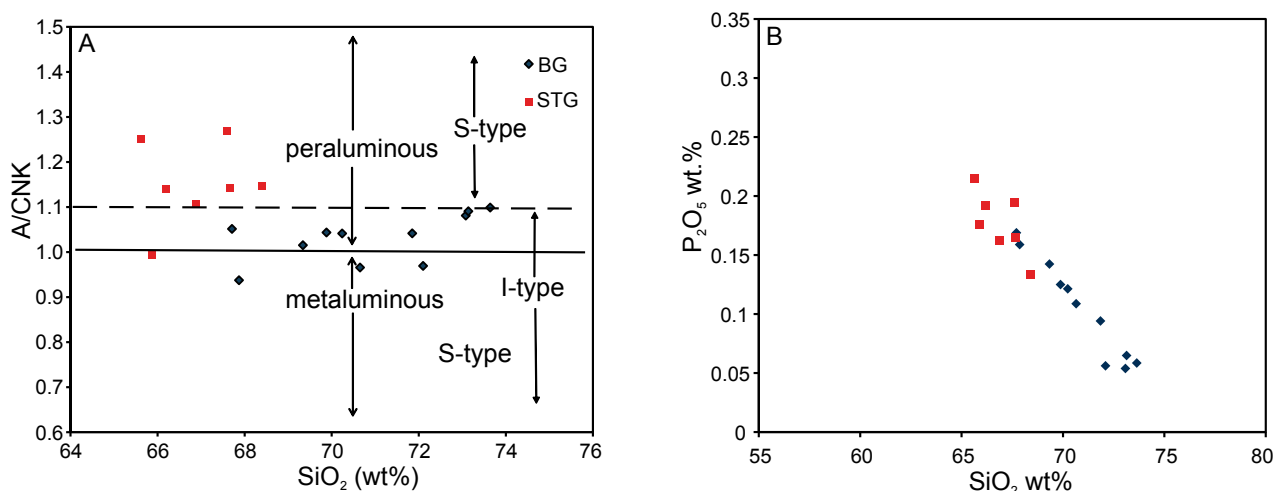 A
BG
STG
S-type
peraluminous
metaluminous
I-type
S-type
1.5
1.4
1.3
1.2
1.1
1.0
0.9
0.8
0.7
0.6
A/CNK
64
66
68
70
72
74
76
SiO₂ (wt%)
B
0.35
0.3
0.25
0.2
0.15
0.1
0.05
0
P₂O₅ wt.%
55
60
65
70
75
80
SiO₂ wt%